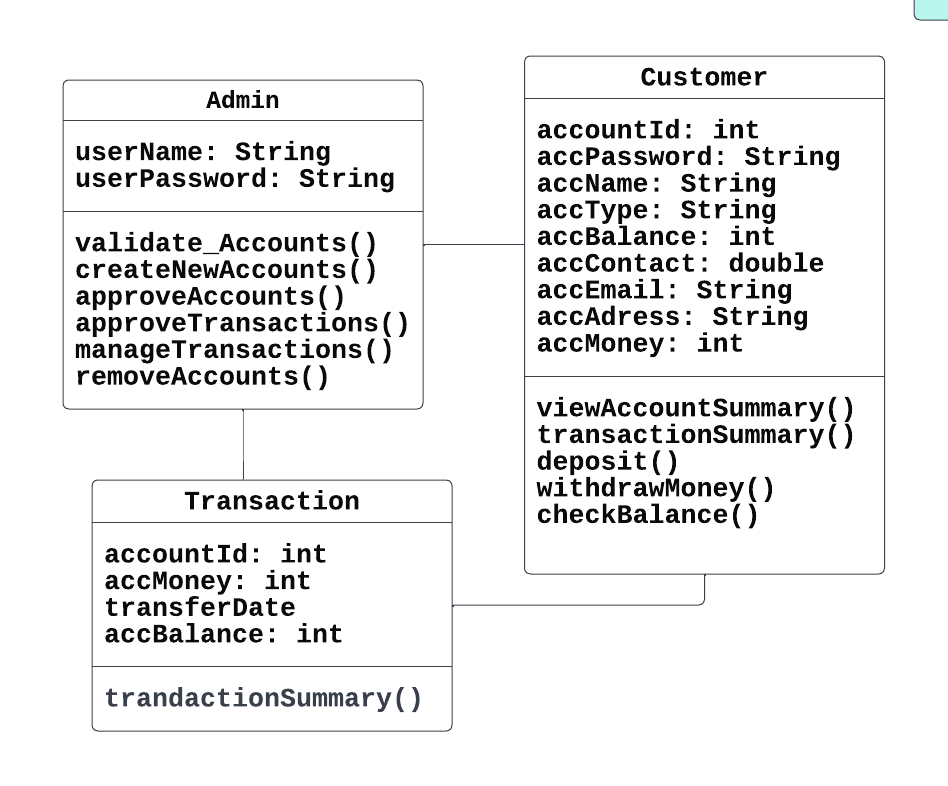 Admin
userName: String
userPassword: String
validate_Accounts()
createNewAccounts()
approveAccounts()
approveTransactions()
manageTransactions()
removeAccounts()
Customer
accountId: int
accPassword: String
accName: String
accType: String
accBalance: int
accContact: double
accEmail: String
accAdress: String
accMoney: int
viewAccountSummary()
transactionSummary()
deposit()
withdrawMoney()
checkBalance()
Transaction
accountId: int
accMoney: int
transferDate
accBalance: int
trandactionSummary()